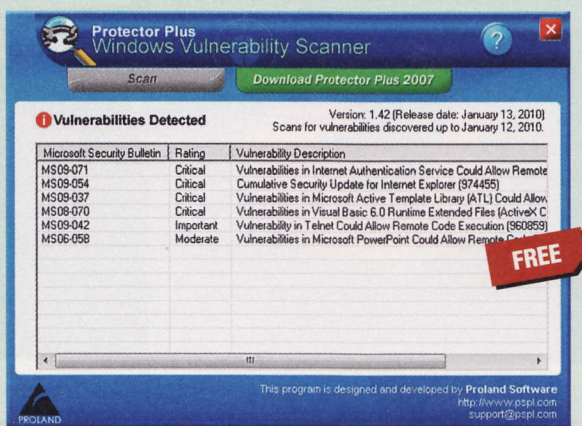 Protector Plus
Windows Vulnerability Scanner
?
X
Scan
Download Protector Plus 2007
Vulnerabilities Detected
Version: 1.42 (Release date: January 13, 2010)
Scans for vulnerabilities discovered up to January 12, 2010.
Microsoft Security Bulletin Rating Vulnerability Description
MS09-071 Critical Vulnerabilities in Internet Authentication Service Could Allow Remote
MS09-054 Critical Cumulative Security Update for Internet Explorer (974455)
MS09-037 Critical Vulnerabilities in Microsoft Active Template Library (ATL) Could Allow
MS08-070 Critical Vulnerabilities in Visual Basic 6.0 Runtime Extended Files (ActiveX C
MS09-042 Important Vulnerability in Telnet Could Allow Remote Code Execution (960859)
MS06-058 Moderate Vulnerabilities in Microsoft PowerPoint Could Allow Remote
FREE
This program is designed and developed by Proland Software
http://www.pspl.com
support@pspl.com
PROLAND